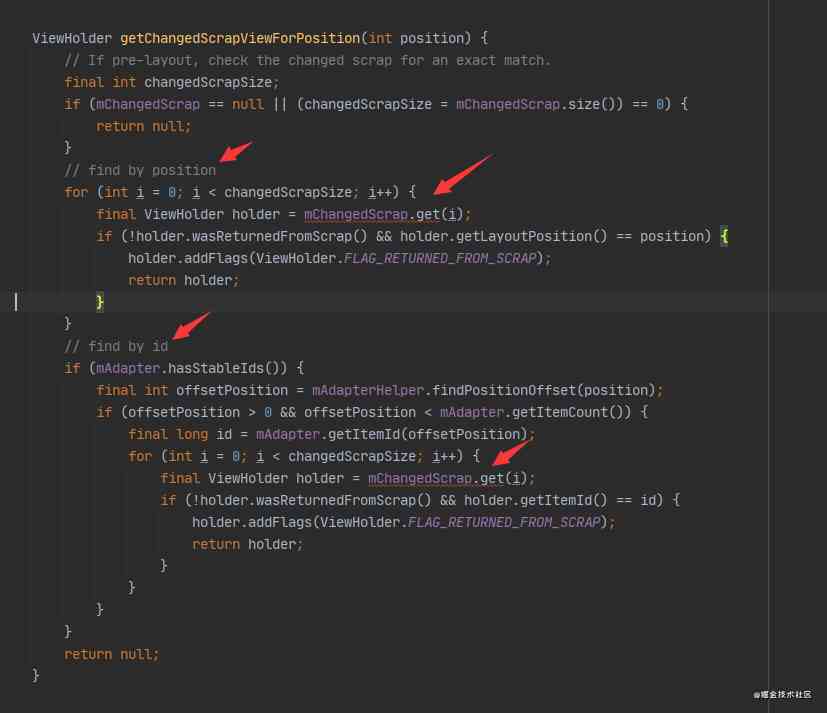 ViewHolder getChangedScrapViewForPosition(int position) {
    // If pre-layout, check the changed scrap for an exact match.
    final int changedScrapSize;
    if (mChangedScrap == null || (changedScrapSize = mChangedScrap.size()) == 0) {
        return null;
    }
    // find by position
    for (int i = 0; i < changedScrapSize; i++) {
        final ViewHolder holder = mChangedScrap.get(i);
        if (!holder.wasReturnedFromScrap() && holder.getLayoutPosition() == position) {
            holder.addFlags(ViewHolder.FLAG_RETURNED_FROM_SCRAP);
            return holder;
        }
    }
    // find by id
    if (mAdapter.hasStableIds()) {
        final int offsetPosition = mAdapterHelper.findPositionOffset(position);
        if (offsetPosition > 0 && offsetPosition < mAdapter.getItemCount()) {
            final long id = mAdapter.getItemId(offsetPosition);
            for (int i = 0; i < changedScrapSize; i++) {
                final ViewHolder holder = mChangedScrap.get(i);
                if (!holder.wasReturnedFromScrap() && holder.getItemId() == id) {
                    holder.addFlags(ViewHolder.FLAG_RETURNED_FROM_SCRAP);
                    return holder;
                }
            }
        }
    }
    return null;
}
@掘金技术社区